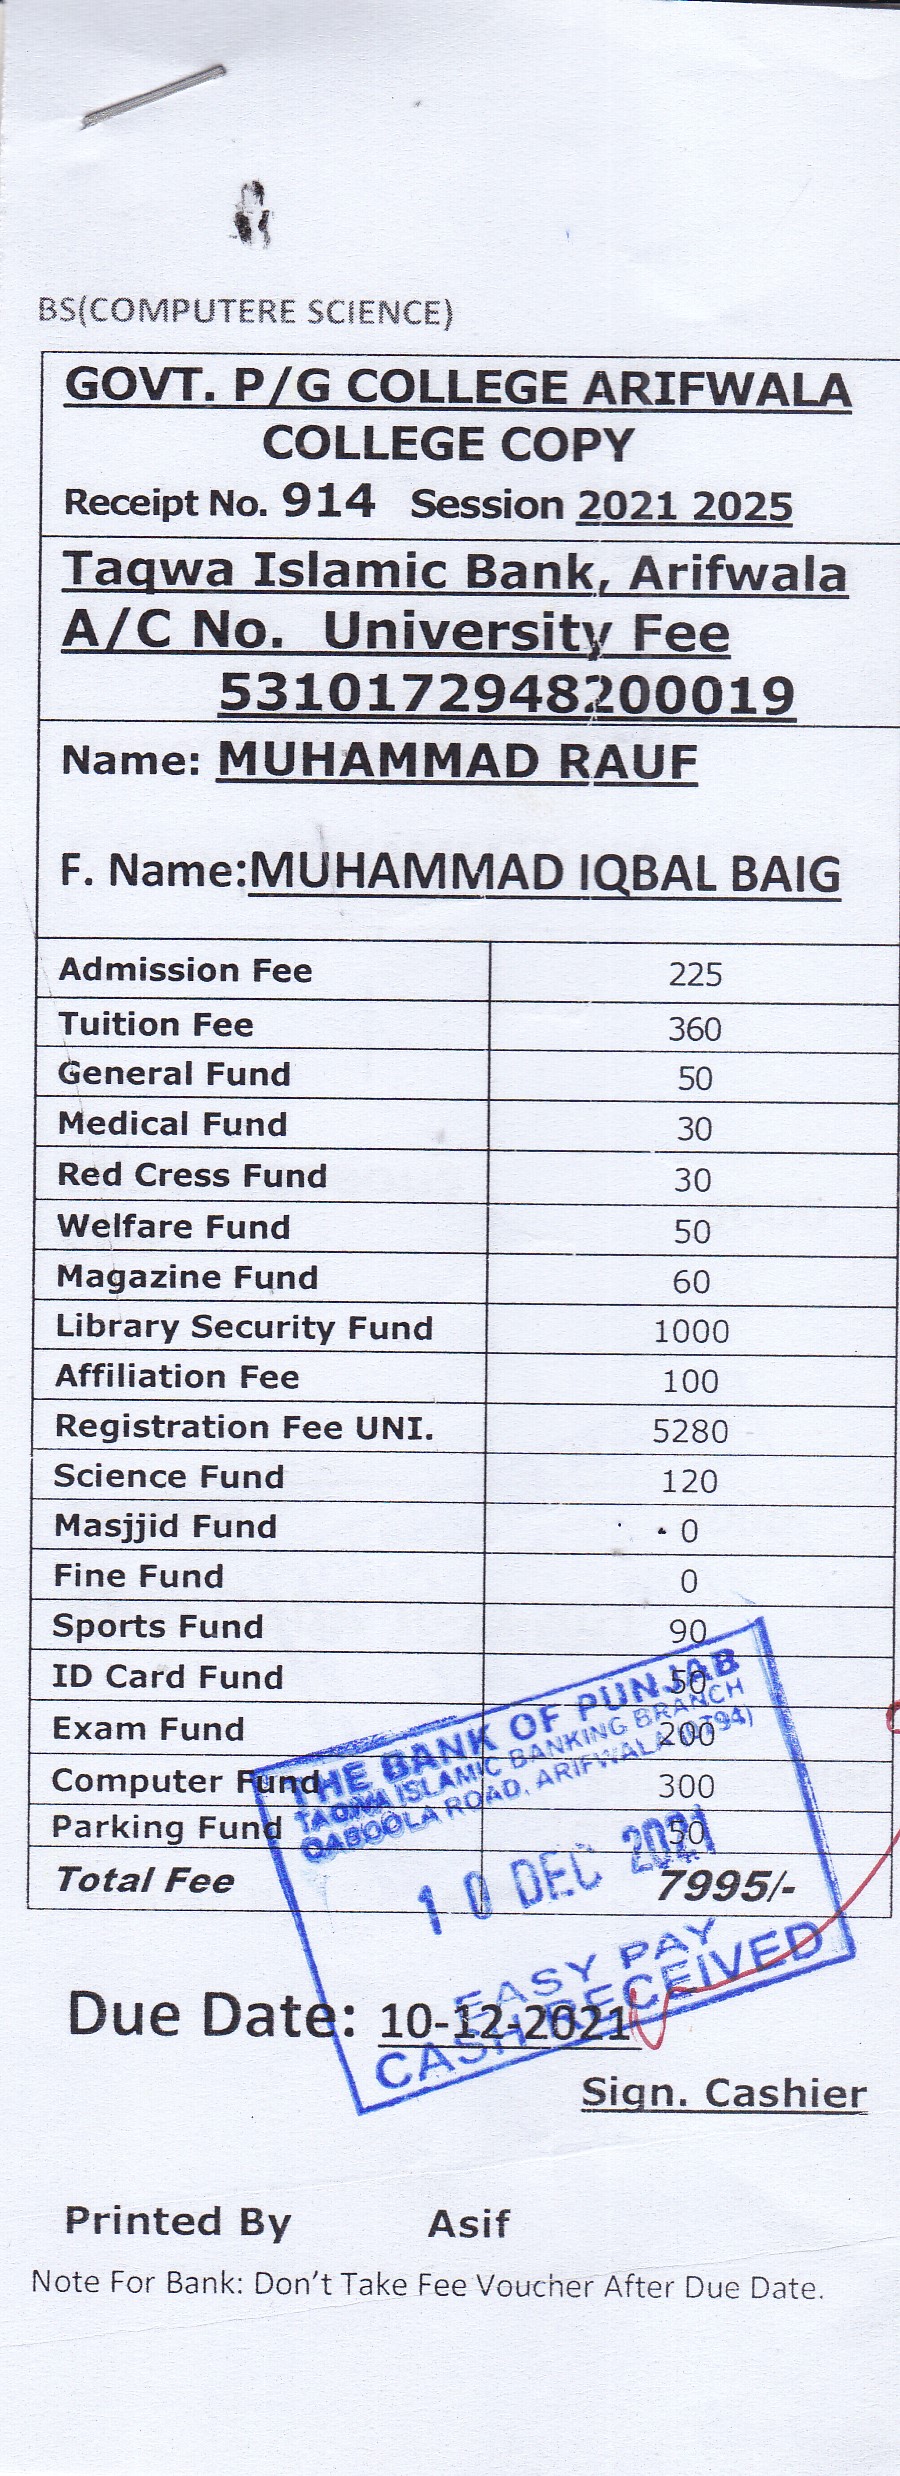 BS(COMPUTERE SCIENCE)
GOVT. P/G COLLEGE ARIFWALA
COLLEGE COPY
Receipt No. 914 Session 2021 2025
Taqwa Islamic Bank, Arifwala
A/C No. University Fee
5310172948200019
Name: MUHAMMAD RAUF
F. Name:MUHAMMAD IQBAL BAIG
Admission Fee 225
Tuition Fee 360
General Fund 50
Medical Fund 30
Red Cress Fund 30
Welfare Fund 50
Magazine Fund 60
Library Security Fund 1000
Affiliation Fee 100
Registration Fee UNI. 5280
Science Fund 120
Masjjid Fund 0
Fine Fund 0
Sports Fund 90
ID Card Fund 50
Exam Fund 200
Computer Fund 300
Parking Fund 50
Total Fee 7995/-
THE BANK OF PUNJAB
TAQWA ISLAMIC BANKING BRANCH
QABOOLA ROAD, ARIFWALA
10 DEC 2021
EASY PAY
CASH RECEIVED
Due Date: 10-12-2021
Sign. Cashier
Printed By Asif
Note For Bank: Don't Take Fee Voucher After Due Date.